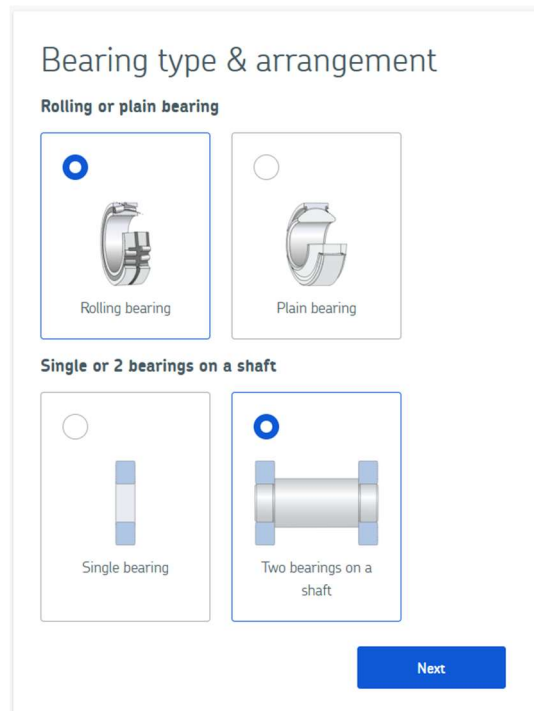 Bearing type & arrangement
Rolling or plain bearing
Rolling bearing
Plain bearing
Single or 2 bearings on a shaft
Single bearing
Two bearings on a
shaft
Next